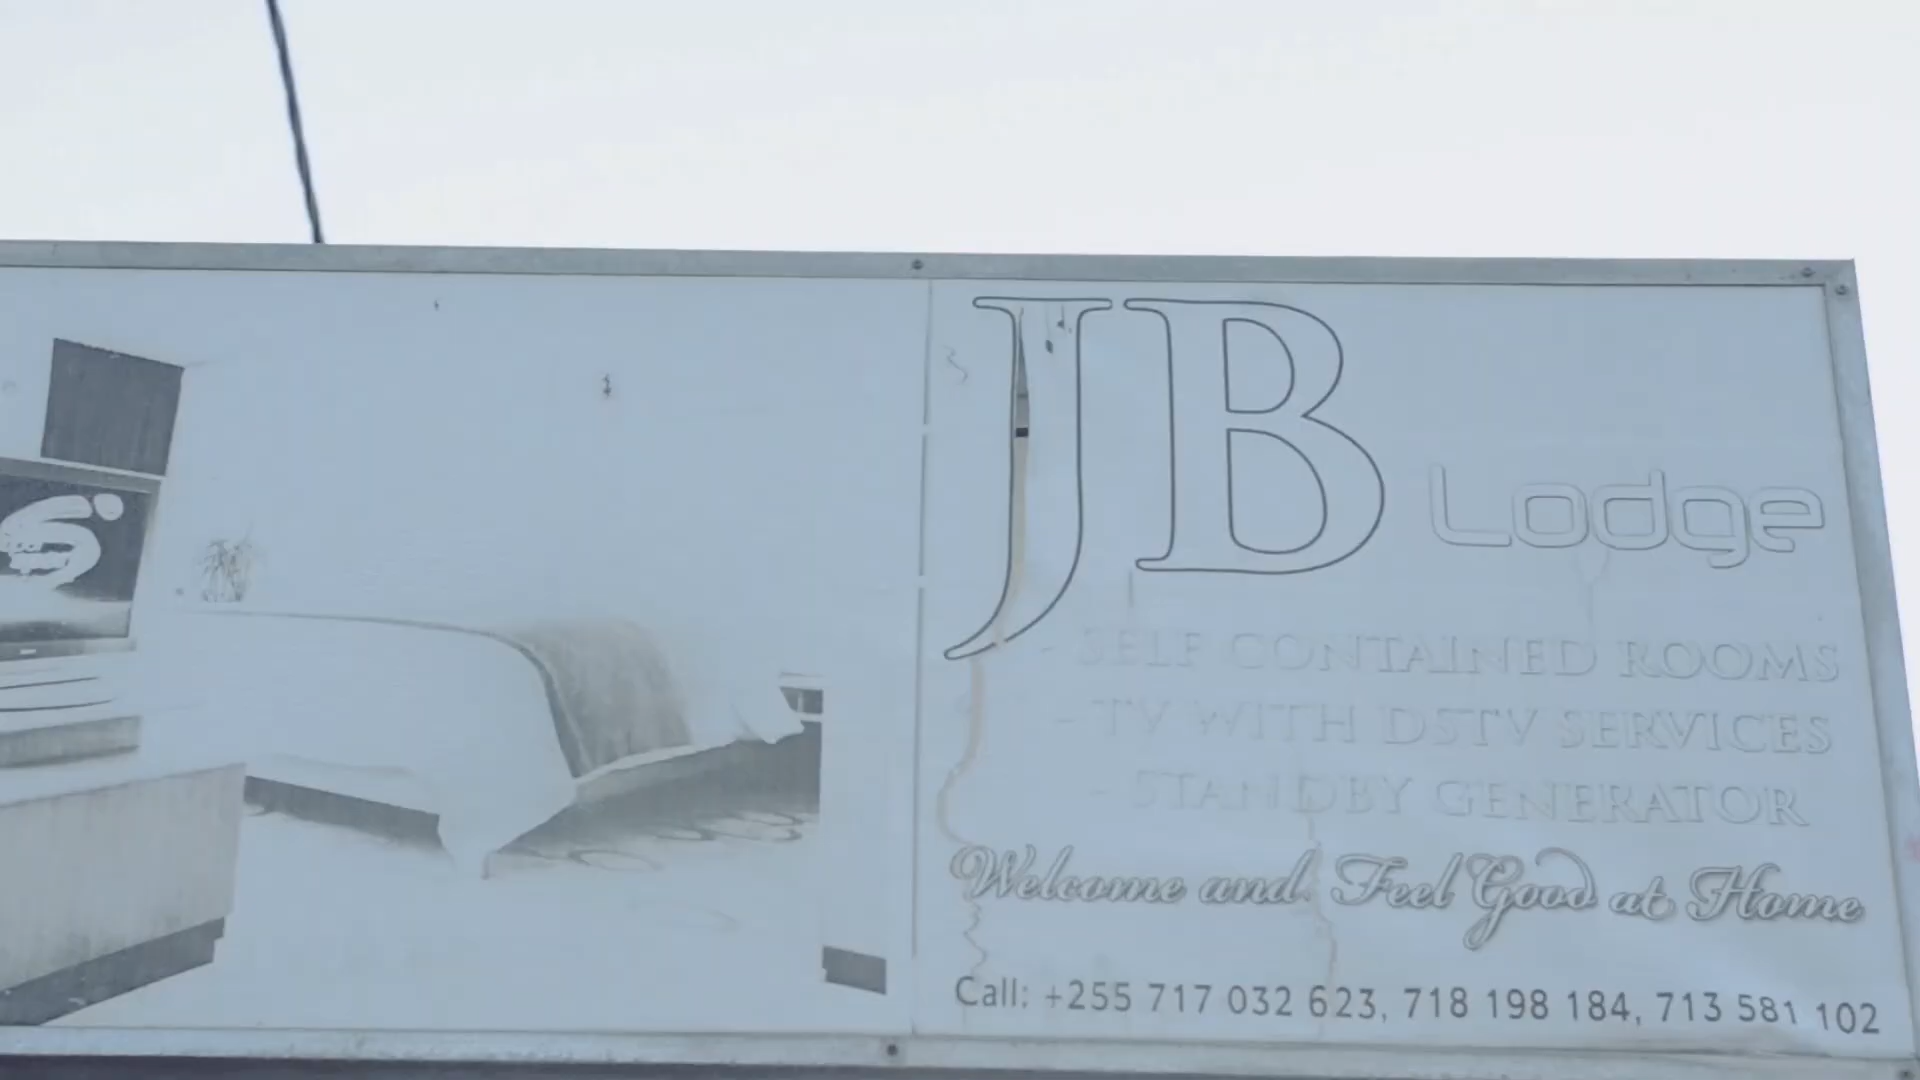 JB Lodge
- SELF CONTAINED ROOMS
- TV WITH DSTV SERVICES
- STANDBY GENERATOR
Welcome and Feel Good at Home
Call: +255 717 032 623, 718 198 184, 713 581 102